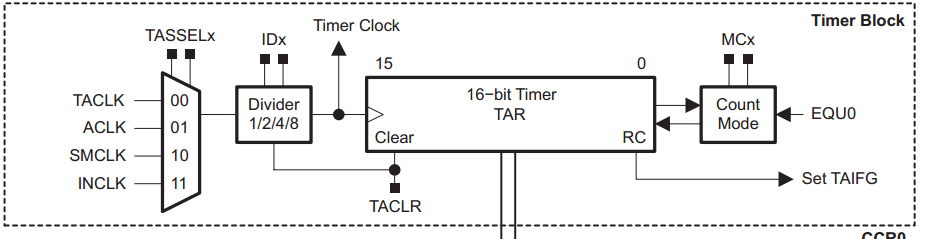 Timer Block
Timer Clock
TASSELx
IDx
MCx
15
0
TACLK
00
ACLK
01
SMCLK
10
INCLK
11
Divider
1/2/4/8
16−bit Timer
TAR
Clear
RC
Count
Mode
EQU0
Set TAIFG
TACLR
CCR0